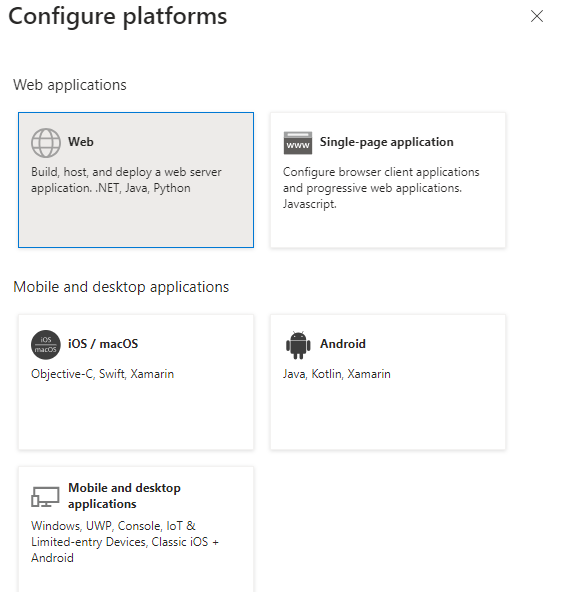 Configure platforms
Web applications
Web
Build, host, and deploy a web server
application. .NET, Java, Python
www
Single-page application
Configure browser client applications
and progressive web applications.
Javascript.
Mobile and desktop applications
iOS
macOS
iOS / macOS
Objective-C, Swift, Xamarin
Android
Java, Kotlin, Xamarin
Mobile and desktop
applications
Windows, UWP, Console, IoT &
Limited-entry Devices, Classic iOS +
Android